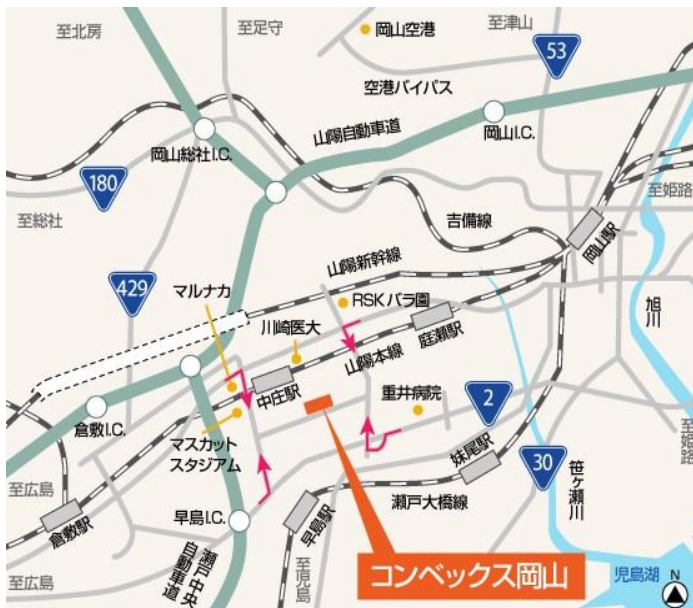 至北房
至足守
岡山空港
至津山
53
空港バイパス
山陽自動車道
岡山I.C.
岡山総社I.C.
180
至総社
吉備線
至姫路
岡山駅
山陽新幹線
429
マルナカ
RSKバラ園
川崎医大
庭瀬駅
旭川
山陽本線
中庄駅
重井病院
2
倉敷I.C.
マスカット
スタジアム
妹尾駅
30
笹ヶ瀬川
至姫路
至広島
瀬戸大橋線
倉敷駅
早島I.C.
早島駅
瀬戸中央
自動車道
至児島
コンベックス岡山
児島湖
N
至広島